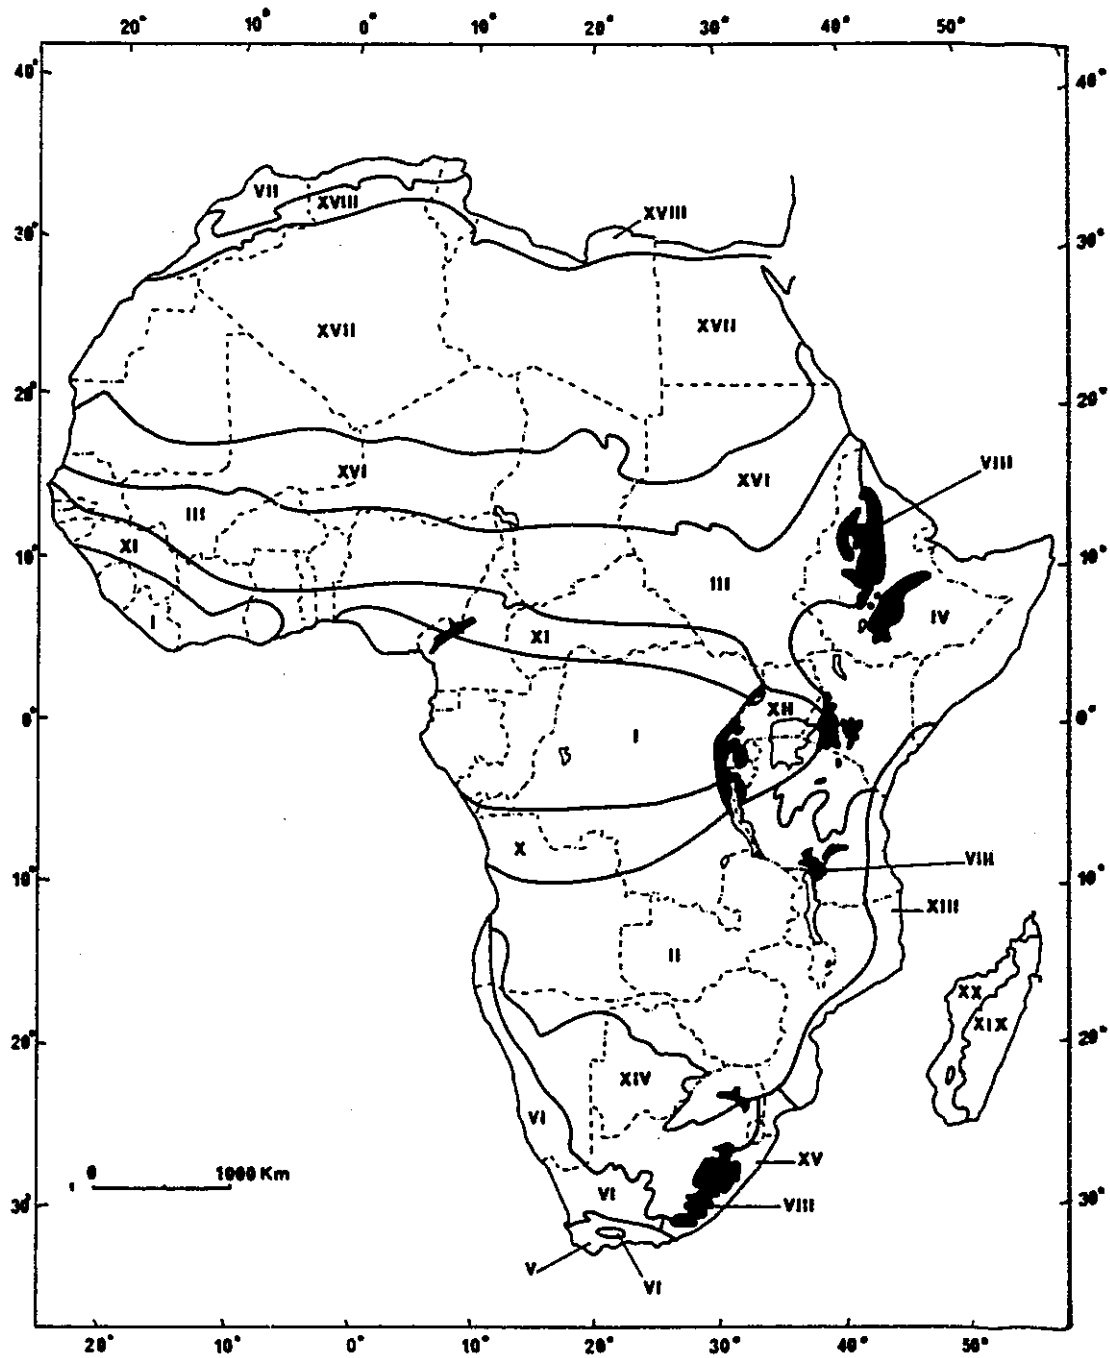 20° 10° 0° 10° 20° 30° 40° 50°
40° 40°
VII
XVIII
XVIII
30° 30°
XVII XVII
20° 20°
XVI XVI VIII
III
XI
10° 10°
III
I IV
XI
XII
0° 0°
I
X
VIII
10° 10°
XIII
II
XX
XIX
20° 20°
XIV
VI
XV
0 1000 Km
VI VIII
30° 30°
V
VI
20° 10° 0° 10° 20° 30° 40° 50°